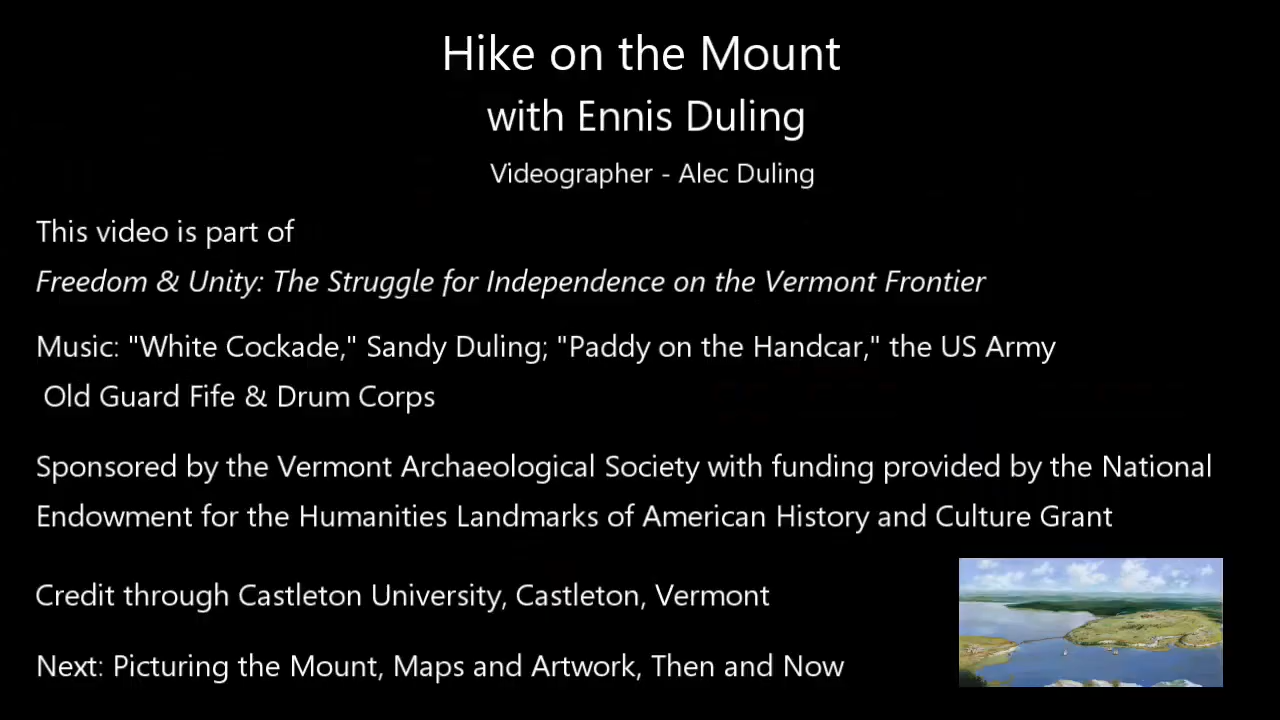 Hike on the Mount
with Ennis Duling
Videographer - Alec Duling
This video is part of
Freedom & Unity: The Struggle for Independence on the Vermont Frontier
Music: "White Cockade," Sandy Duling; "Paddy on the Handcar," the US Army
Old Guard Fife & Drum Corps
Sponsored by the Vermont Archaeological Society with funding provided by the National
Endowment for the Humanities Landmarks of American History and Culture Grant
Credit through Castleton University, Castleton, Vermont
Next: Picturing the Mount, Maps and Artwork, Then and Now